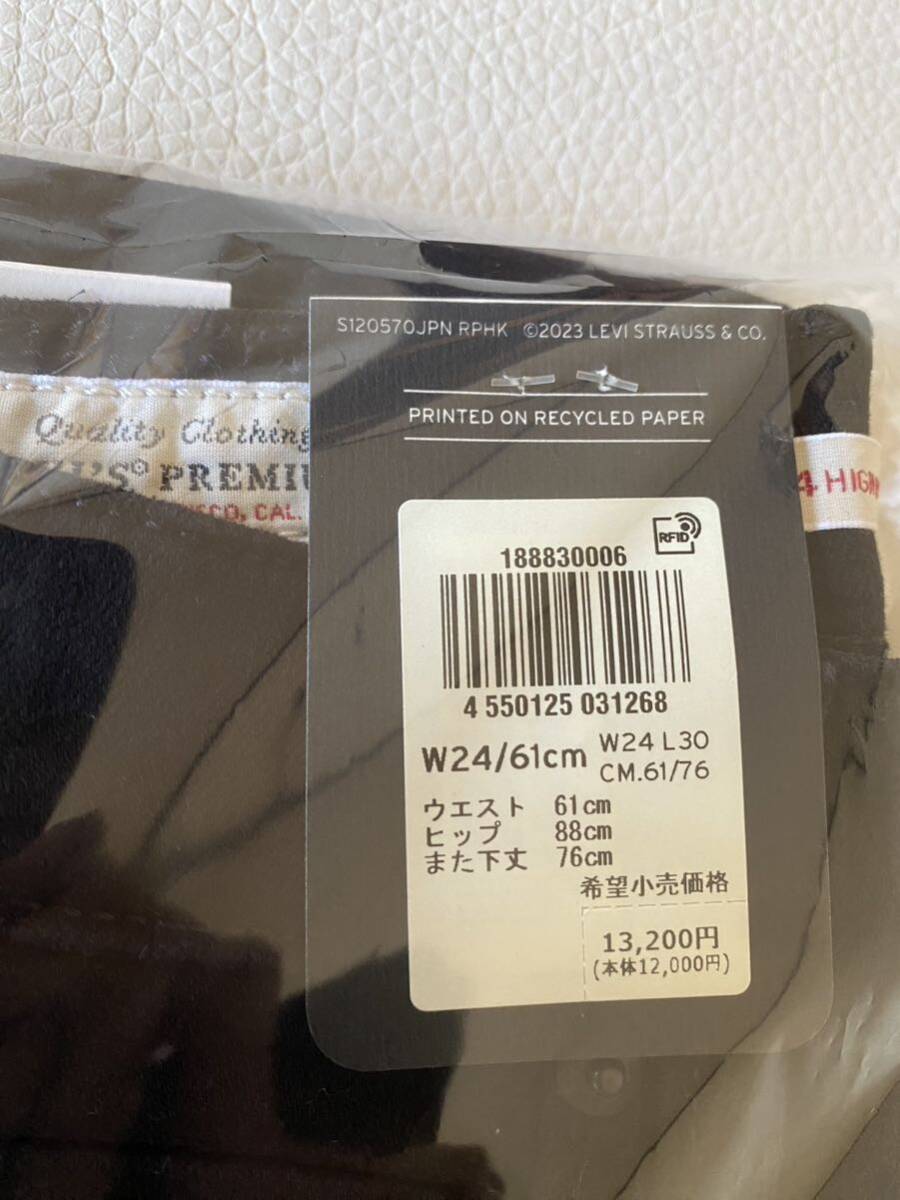 S120570JPN RPHK ©2023 LEVI STRAUSS & CO.
PRINTED ON RECYCLED PAPER
Quality Clothing
PREMIU
CAL.
4 HIGH
RFID
188830006
4 550125 031268
W24/61cm
W24 L30
CM.61/76
ウエスト 61cm
ヒップ 88cm
また下丈 76cm
希望小売価格
13,200円
(本体12,000円)